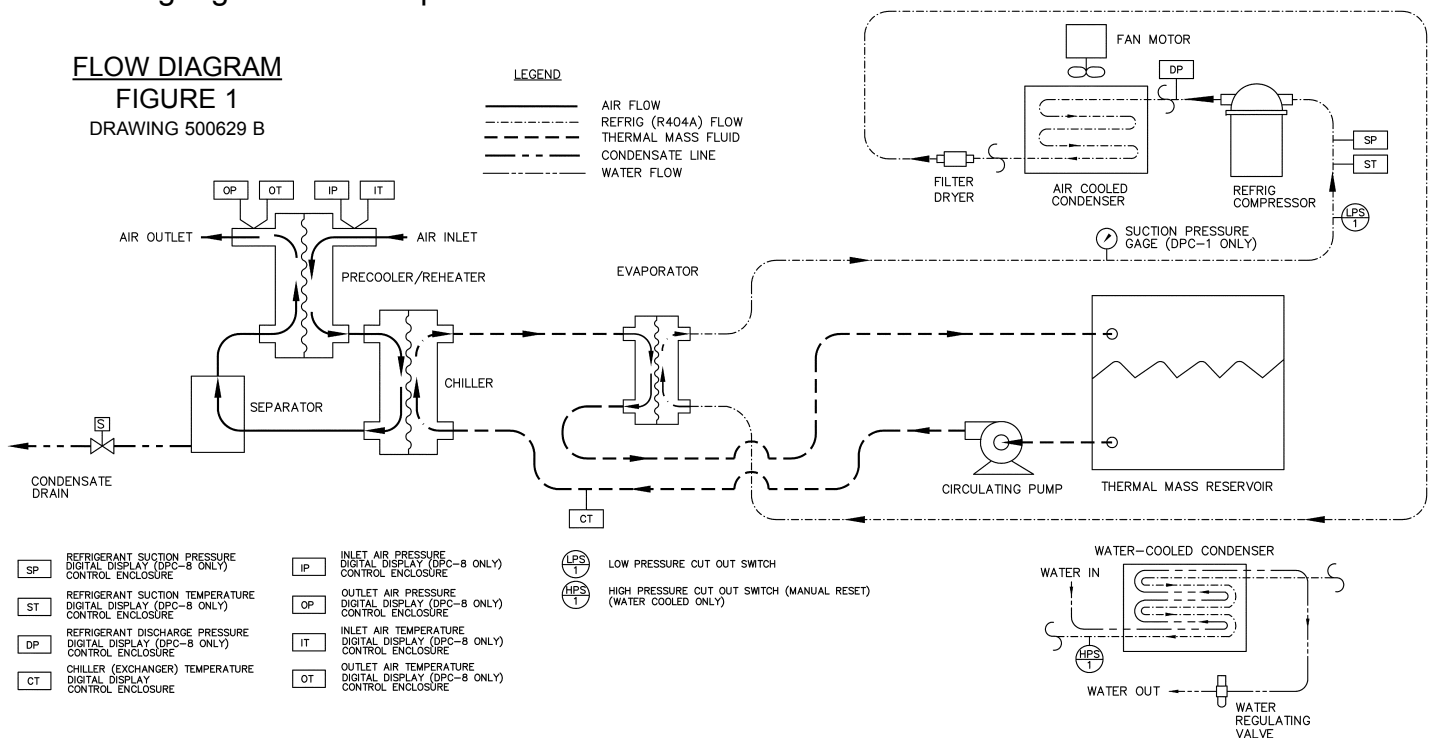 FLOW DIAGRAM
FIGURE 1
DRAWING 500629 B
LEGEND
AIR FLOW
REFRIG (R404A) FLOW
THERMAL MASS FLUID
CONDENSATE LINE
WATER FLOW
FAN MOTOR
DP
SP
ST
LPS
1
FILTER
DRYER
AIR COOLED
CONDENSER
REFRIG
COMPRESSOR
SUCTION PRESSURE
GAGE (DPC-1 ONLY)
OP
OT
IP
IT
AIR OUTLET
AIR INLET
PRECOOLER/REHEATER
EVAPORATOR
CHILLER
SEPARATOR
S
CONDENSATE
DRAIN
CT
CIRCULATING PUMP
THERMAL MASS RESERVOIR
SP
REFRIGERANT SUCTION PRESSURE
DIGITAL DISPLAY (DPC-8 ONLY)
CONTROL ENCLOSURE
ST
REFRIGERANT SUCTION TEMPERATURE
DIGITAL DISPLAY (DPC-8 ONLY)
CONTROL ENCLOSURE
DP
REFRIGERANT DISCHARGE PRESSURE
DIGITAL DISPLAY (DPC-8 ONLY)
CONTROL ENCLOSURE
CT
CHILLER (EXCHANGER) TEMPERATURE
DIGITAL DISPLAY
CONTROL ENCLOSURE
IP
INLET AIR PRESSURE
DIGITAL DISPLAY (DPC-8 ONLY)
CONTROL ENCLOSURE
OP
OUTLET AIR PRESSURE
DIGITAL DISPLAY (DPC-8 ONLY)
CONTROL ENCLOSURE
IT
INLET AIR TEMPERATURE
DIGITAL DISPLAY (DPC-8 ONLY)
CONTROL ENCLOSURE
OT
OUTLET AIR TEMPERATURE
DIGITAL DISPLAY (DPC-8 ONLY)
CONTROL ENCLOSURE
LPS
1
LOW PRESSURE CUT OUT SWITCH
HPS
1
HIGH PRESSURE CUT OUT SWITCH (MANUAL RESET)
(WATER COOLED ONLY)
WATER-COOLED CONDENSER
WATER IN
HPS
1
WATER OUT
WATER
REGULATING
VALVE